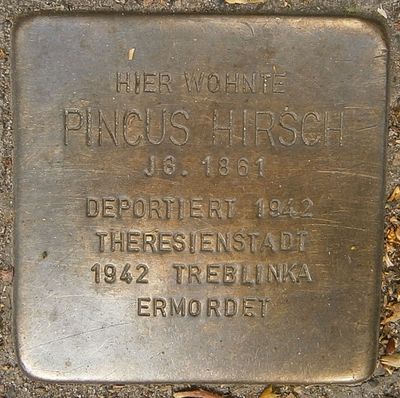 HIER WOHNTE
PINCUS HIRSCH
JG. 1861
DEPORTIERT 1942
THERESIENSTADT
1942 TREBLINKA
ERMORDET